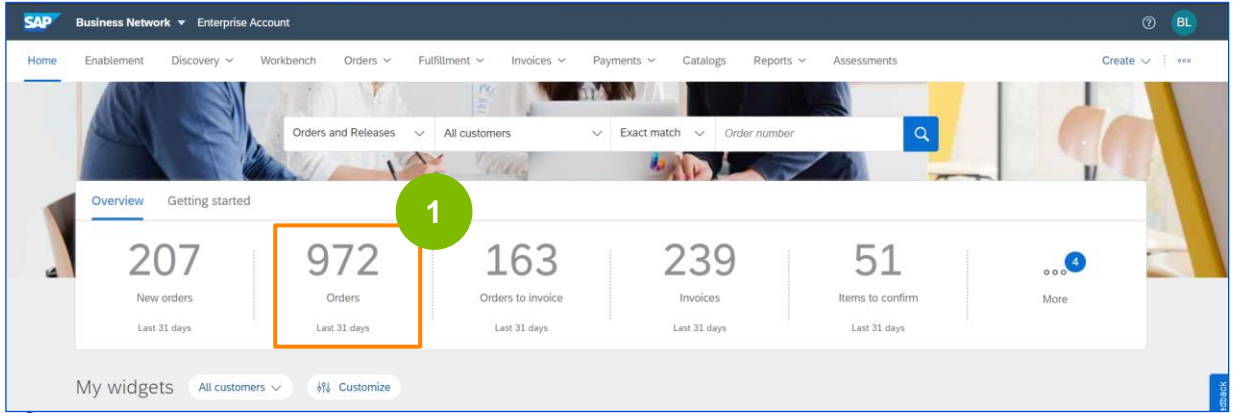 SAP Business Network Enterprise Account BL
Home Enablement Discovery Workbench Orders Fulfillment Invoices Payments Catalogs Reports Assessments Create
Orders and Releases All customers Exact match Order number
Overview Getting started
1
207 972 163 239 51 4
New orders Orders Orders to invoice Invoices Items to confirm More
Last 31 days Last 31 days Last 31 days Last 31 days Last 31 days
My widgets All customers Customize